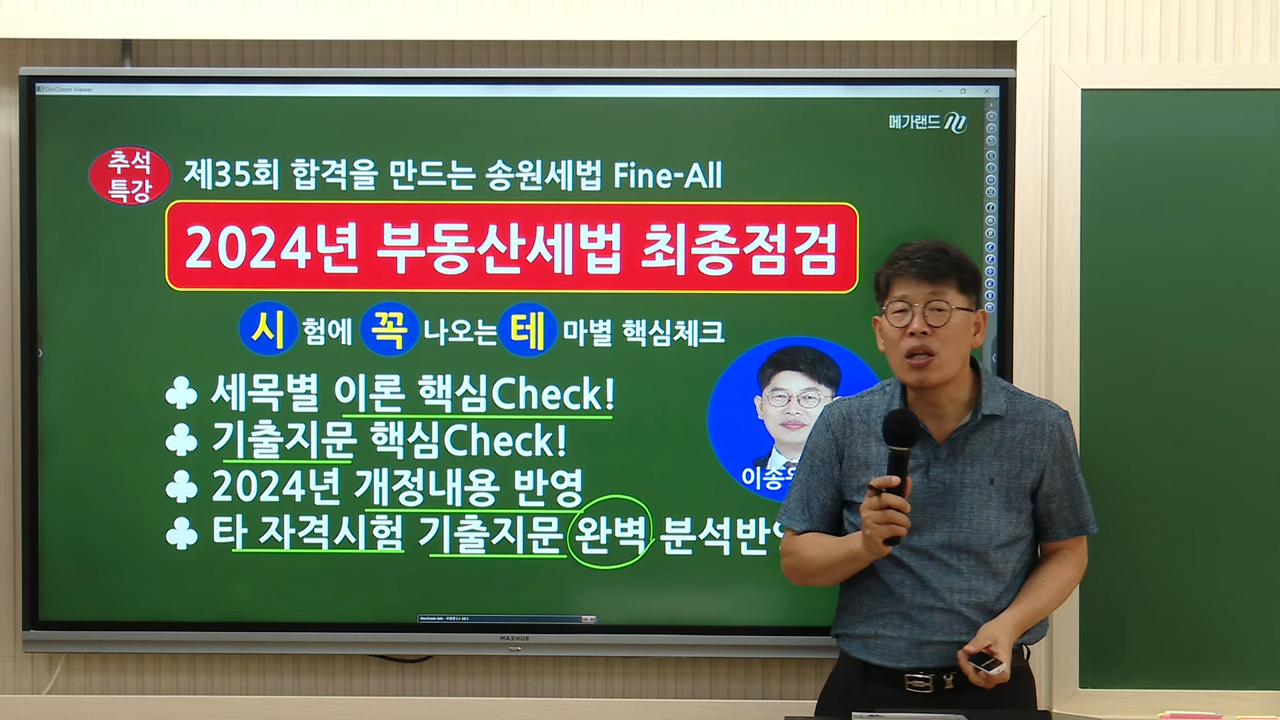 DocZoom Viewer
메가랜드
추석
특강
제35회 합격을 만드는 송원세법 Fine-All
2024년 부동산세법 최종점검
시험에 꼭 나오는 테마별 핵심체크
♣ 세목별 이론 핵심Check!
♣ 기출지문 핵심Check!
♣ 2024년 개정내용 반영
♣ 타 자격시험 기출지문 완벽 분석반
이송
MAXHUB